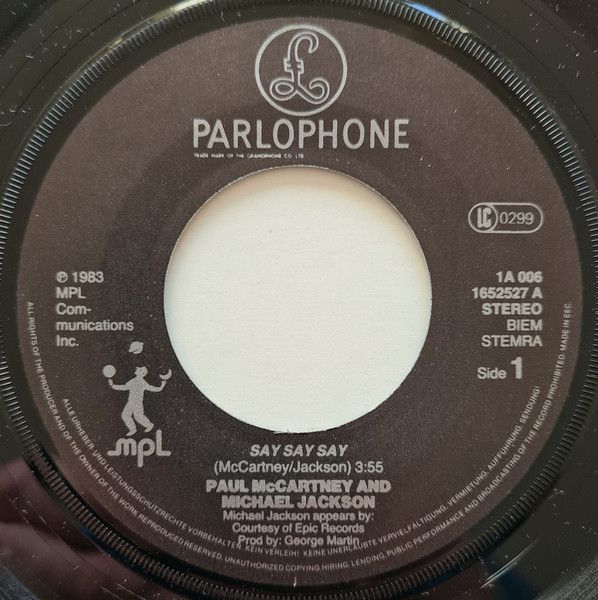 £
PARLOPHONE
TRADE MARK OF THE GRAMOPHONE CO LTD
LC 0299
℗ 1983
MPL
Com-
munications
Inc.
1A 006
1652527 A
STEREO
BIEM
STEMRA
Side 1
mpL
SAY SAY SAY
(McCartney/Jackson) 3:55
PAUL McCARTNEY AND
MICHAEL JACKSON
Michael Jackson appears by:
Courtesy of Epic Records
Prod by: George Martin
ALLE URHEBER UND LEISTUNGSSCHUTZRECHTE VORBEHALTEN. KEIN VERLEIH! KEINE UNERLAUBTE VERVIELFÄLTIGUNG, VERMIETUNG, AUFFÜHRUNG, SENDUNG!
ALL RIGHTS OF THE PRODUCER AND OF THE OWNER OF THE WORK REPRODUCED RESERVED. UNAUTHORIZED COPYING, HIRING, LENDING, PUBLIC PERFORMANCE AND BROADCASTING OF THE RECORD PROHIBITED. MADE IN EEC.